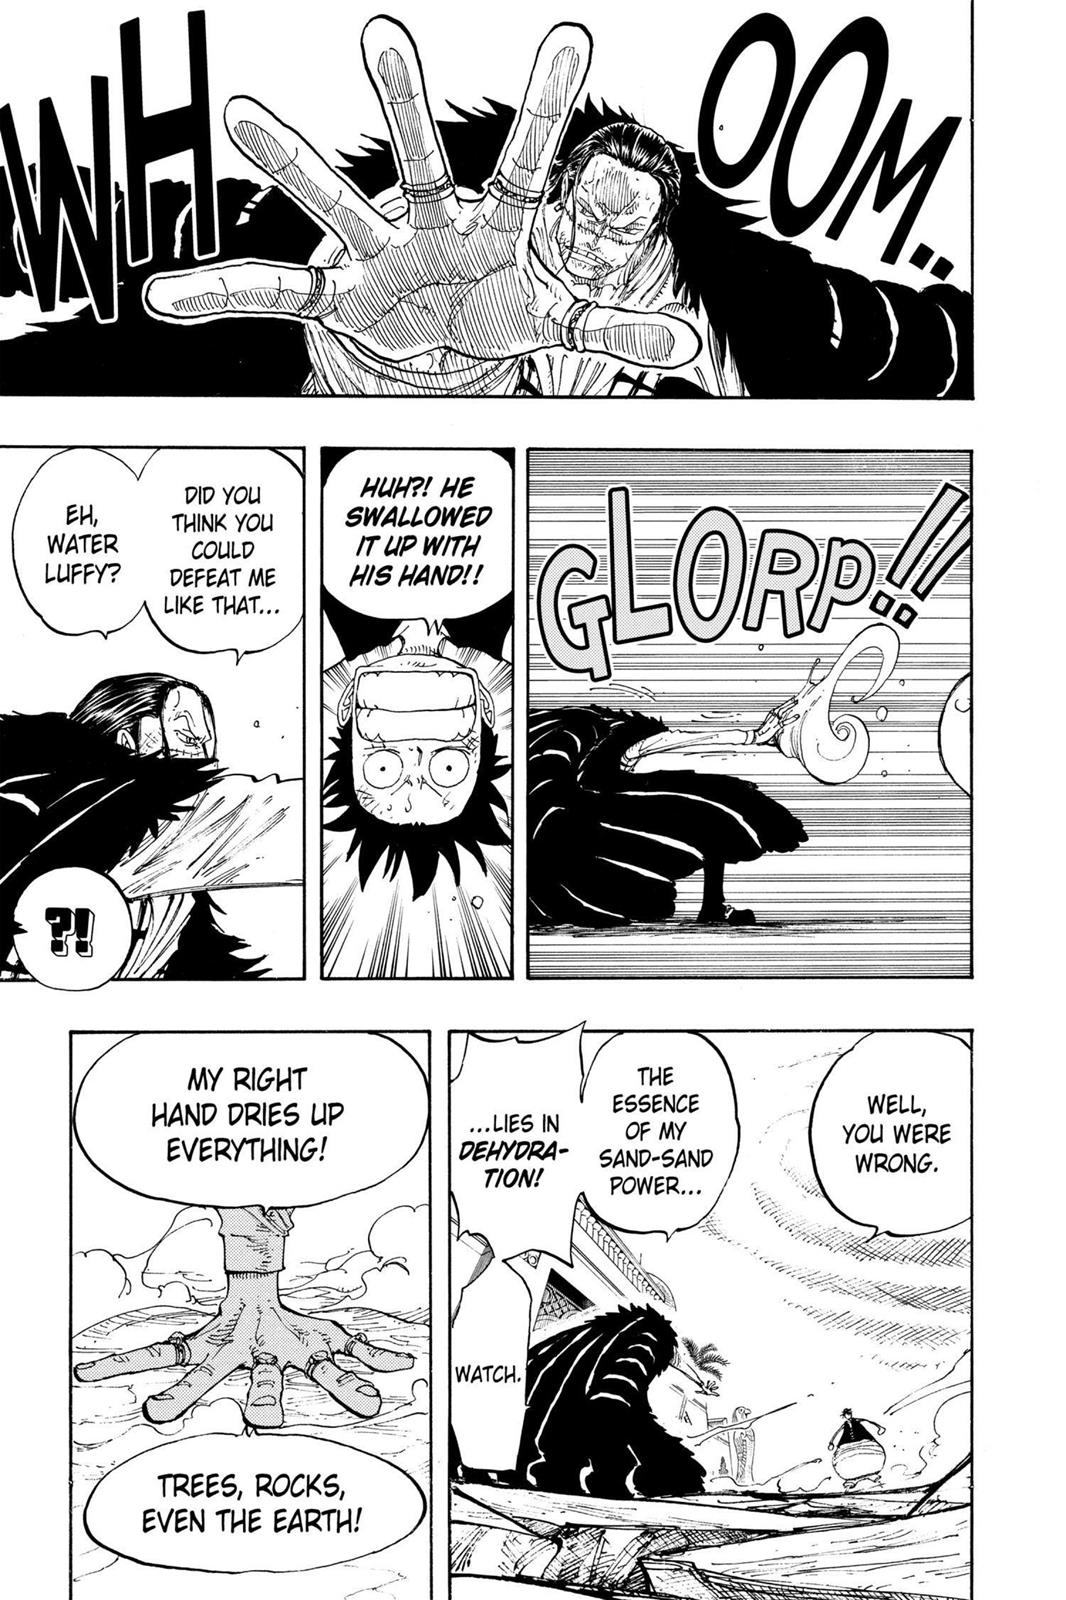 WHOOM..
GLORP..!!!
HUH?! HE
SWALLOWED
IT UP WITH
HIS HAND!!
DID YOU
THINK YOU
COULD
DEFEAT ME
LIKE THAT...
EH,
WATER
LUFFY?
?!
WELL,
YOU WERE
WRONG.
THE
ESSENCE
OF MY
SAND-SAND
POWER...
...LIES IN
DEHYDRA-
TION!
WATCH.
MY RIGHT
HAND DRIES UP
EVERYTHING!
TREES, ROCKS,
EVEN THE EARTH!